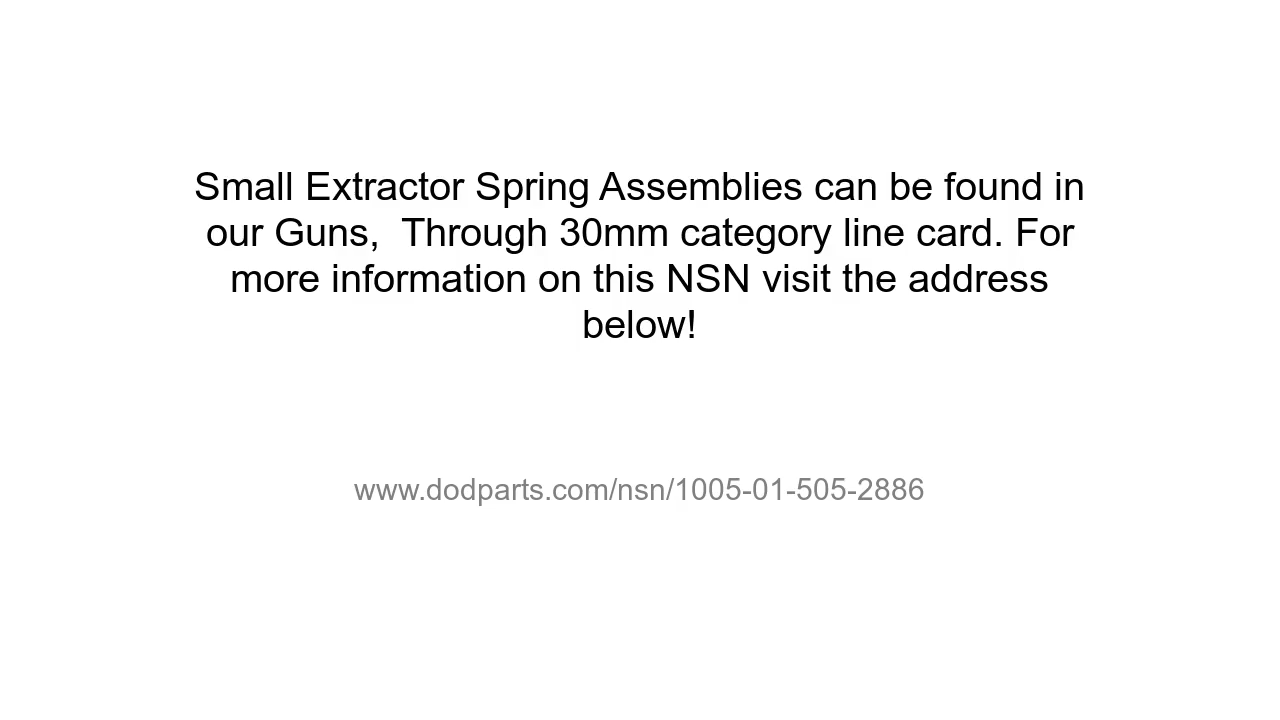 Small Extractor Spring Assemblies can be found in
our Guns,  Through 30mm category line card. For
more information on this NSN visit the address
below!
www.dodparts.com/nsn/1005-01-505-2886